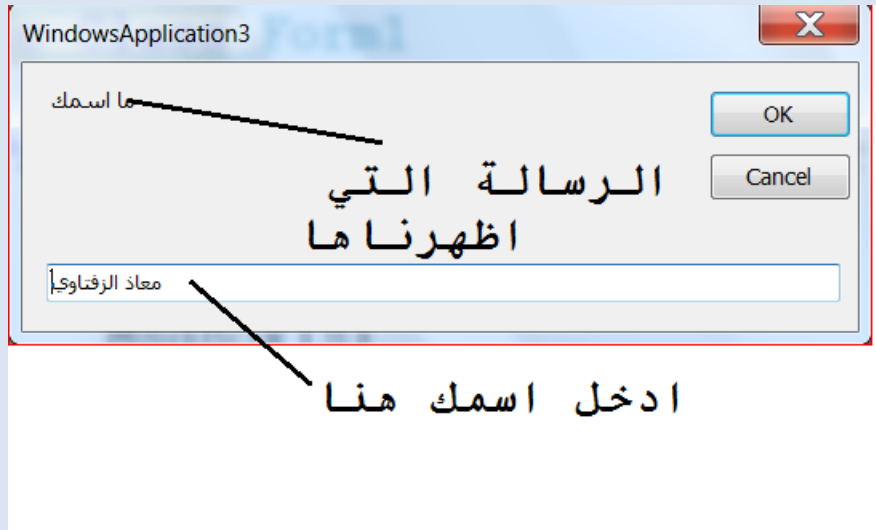 WindowsApplication3
Form1
ما اسمك
OK
Cancel
الرسالة التي
اظهرناها
معاذ الزفتاوي
ادخل اسمك هنا